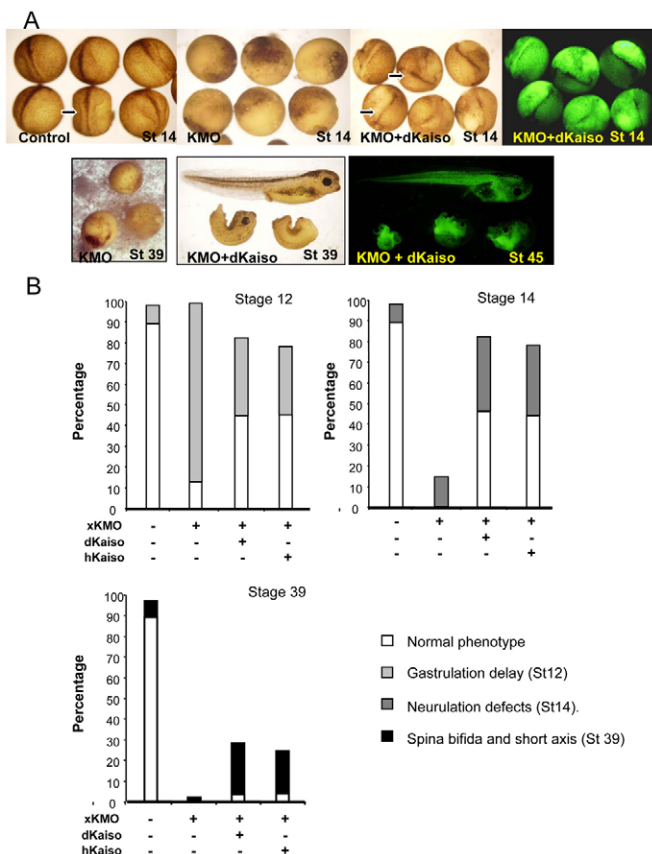 A
Control St 14
KMO St 14
KMO+dKaiso St 14
KMO+dKaiso St 14
KMO St 39
KMO+dKaiso St 39
KMO + dKaiso St 45
B
Stage 12
Percentage
100
90
80
70
60
50
40
30
20
10
0
xKMO - + + +
dKaiso - - + -
hKaiso - - - +
Stage 14
Percentage
100
90
80
70
60
50
40
30
20
10
0
- + + +
- - + -
- - - +
Stage 39
Percentage
100
90
80
70
60
50
40
30
20
10
0
xKMO - + + +
dKaiso - - + -
hKaiso - - - +
Normal phenotype
Gastrulation delay (St12)
Neurulation defects (St14).
Spina bifida and short axis (St 39)